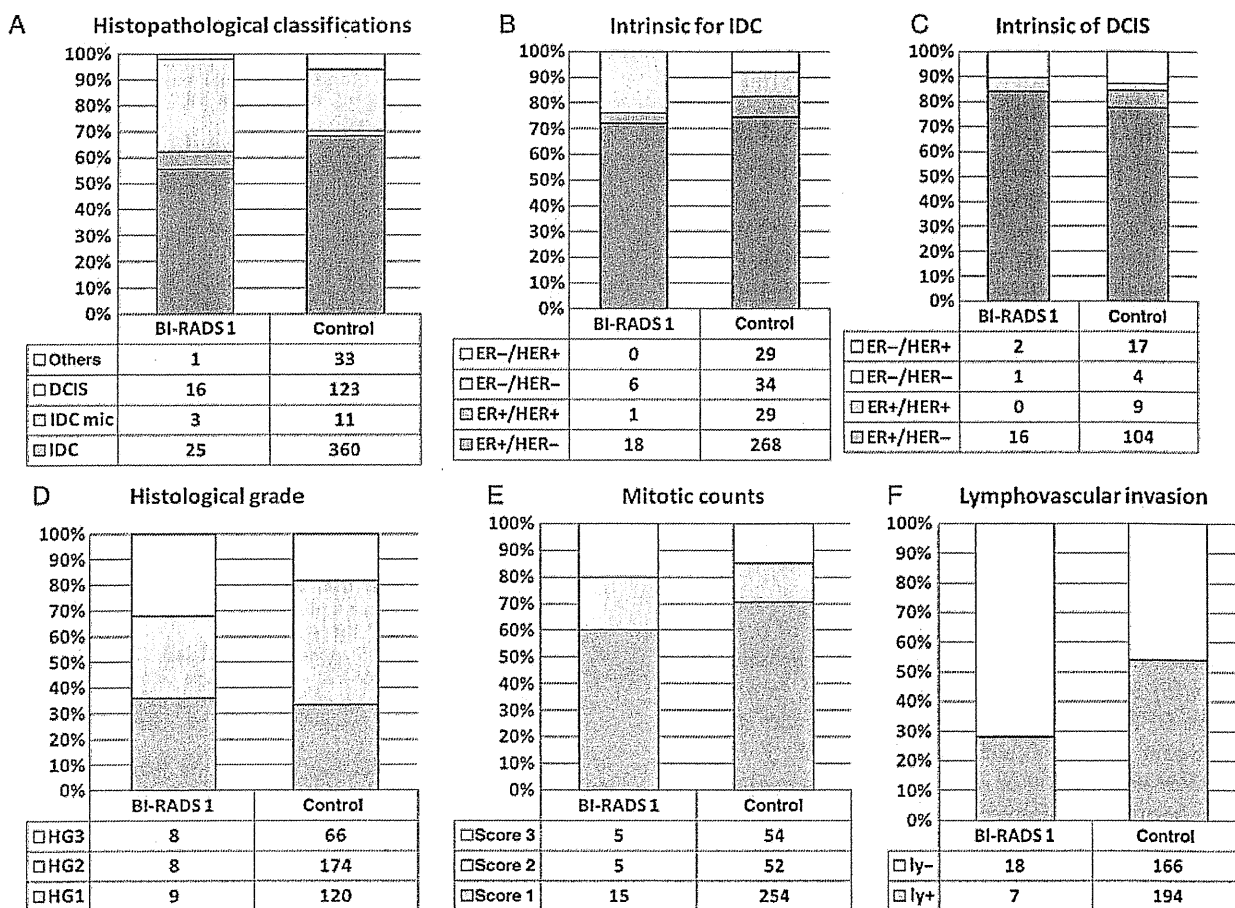 A Histopathological classifications
100%
90%
80%
70%
60%
50%
40%
30%
20%
10%
0%
BI-RADS 1 Control
Others 1 33
DCIS 16 123
IDC mic 3 11
IDC 25 360
B Intrinsic for IDC
100%
90%
80%
70%
60%
50%
40%
30%
20%
10%
0%
BI-RADS 1 Control
ER−/HER+ 0 29
ER−/HER− 6 34
ER+/HER+ 1 29
ER+/HER− 18 268
C Intrinsic of DCIS
100%
90%
80%
70%
60%
50%
40%
30%
20%
10%
0%
BI-RADS 1 Control
ER−/HER+ 2 17
ER−/HER− 1 4
ER+/HER+ 0 9
ER+/HER− 16 104
D Histological grade
100%
90%
80%
70%
60%
50%
40%
30%
20%
10%
0%
BI-RADS 1 Control
HG3 8 66
HG2 8 174
HG1 9 120
E Mitotic counts
100%
90%
80%
70%
60%
50%
40%
30%
20%
10%
0%
BI-RADS 1 Control
Score 3 5 54
Score 2 5 52
Score 1 15 254
F Lymphovascular invasion
100%
90%
80%
70%
60%
50%
40%
30%
20%
10%
0%
BI-RADS 1 Control
ly− 18 166
ly+ 7 194